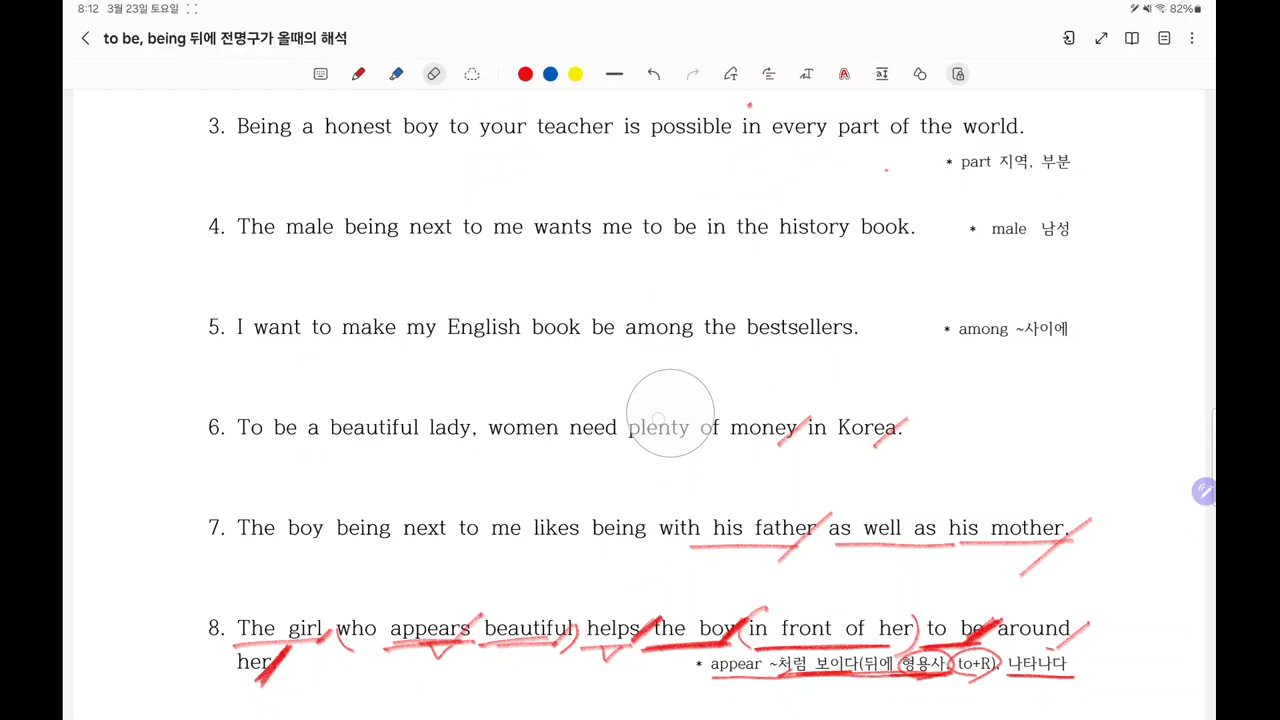 8:12 3월 23일 토요일 82%
to be, being 뒤에 전명구가 올때의 해석
3. Being a honest boy to your teacher is possible in every part of the world.
* part 지역, 부분
4. The male being next to me wants me to be in the history book. * male 남성
5. I want to make my English book be among the bestsellers. * among ~사이에
6. To be a beautiful lady, women need plenty of money in Korea.
7. The boy being next to me likes being with his father as well as his mother.
8. The girl who appears beautiful helps the boy in front of her to be around
her. * appear ~처럼 보이다(뒤에 형용사, to+R), 나타나다